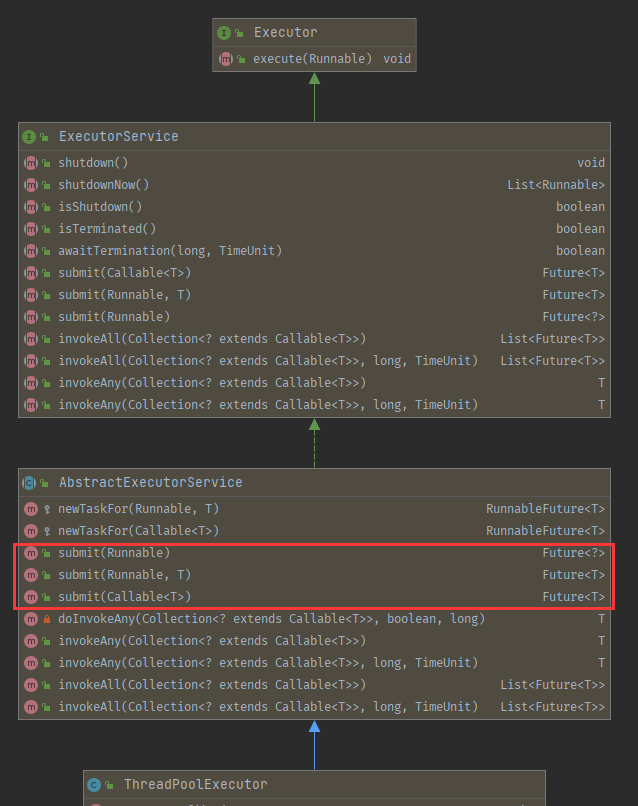 Executor
execute(Runnable) void
ExecutorService
shutdown() void
shutdownNow() List<Runnable>
isShutdown() boolean
isTerminated() boolean
awaitTermination(long, TimeUnit) boolean
submit(Callable<T>) Future<T>
submit(Runnable, T) Future<T>
submit(Runnable) Future<?>
invokeAll(Collection<? extends Callable<T>>) List<Future<T>>
invokeAll(Collection<? extends Callable<T>>, long, TimeUnit) List<Future<T>>
invokeAny(Collection<? extends Callable<T>>) T
invokeAny(Collection<? extends Callable<T>>, long, TimeUnit) T
AbstractExecutorService
newTaskFor(Runnable, T) RunnableFuture<T>
newTaskFor(Callable<T>) RunnableFuture<T>
submit(Runnable) Future<?>
submit(Runnable, T) Future<T>
submit(Callable<T>) Future<T>
doInvokeAny(Collection<? extends Callable<T>>, boolean, long) T
invokeAny(Collection<? extends Callable<T>>) T
invokeAny(Collection<? extends Callable<T>>, long, TimeUnit) T
invokeAll(Collection<? extends Callable<T>>) List<Future<T>>
invokeAll(Collection<? extends Callable<T>>, long, TimeUnit) List<Future<T>>
ThreadPoolExecutor